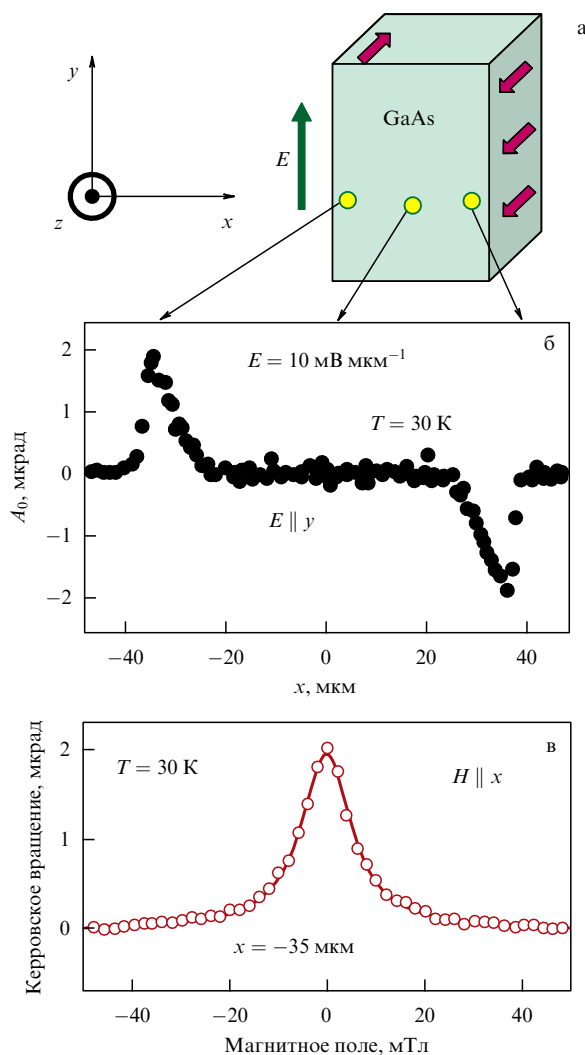 а
y
GaAs
E
z
x
б
2
E = 10 мВ мкм⁻¹
1
T = 30 К
0
E ∥ y
−1
−2
A₀, мкрад
−40
−20
0
20
40
x, мкм
в
2
T = 30 К
H ∥ x
1
0
x = −35 мкм
Керровское вращение, мкрад
−40
−20
0
20
40
Магнитное поле, мТл